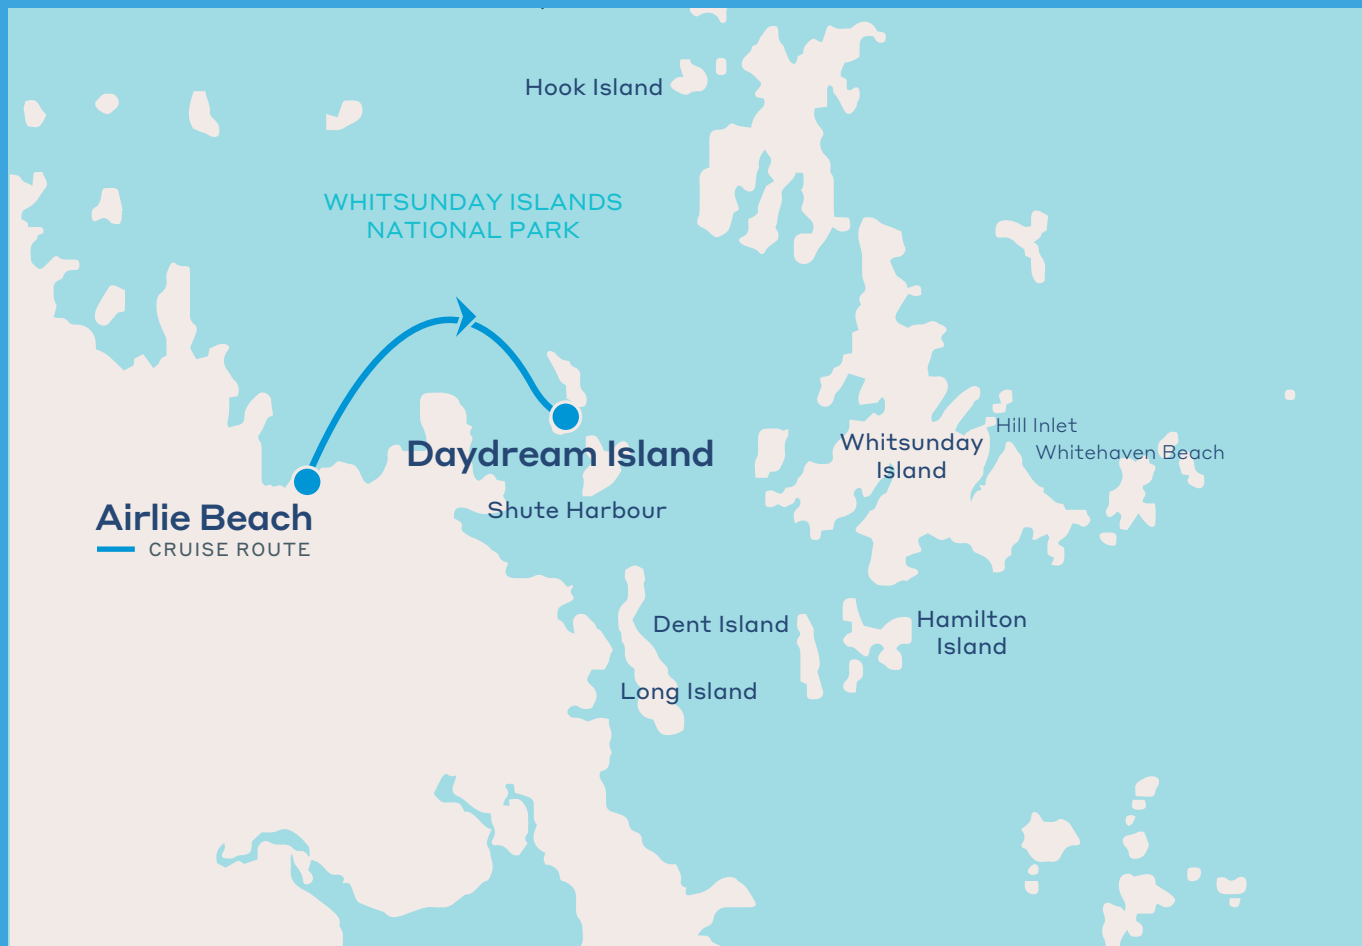 Hook Island
WHITSUNDAY ISLANDS
NATIONAL PARK
Hill Inlet
Whitsunday
Island
Whitehaven Beach
Daydream Island
Shute Harbour
Airlie Beach
CRUISE ROUTE
Dent Island
Hamilton
Island
Long Island